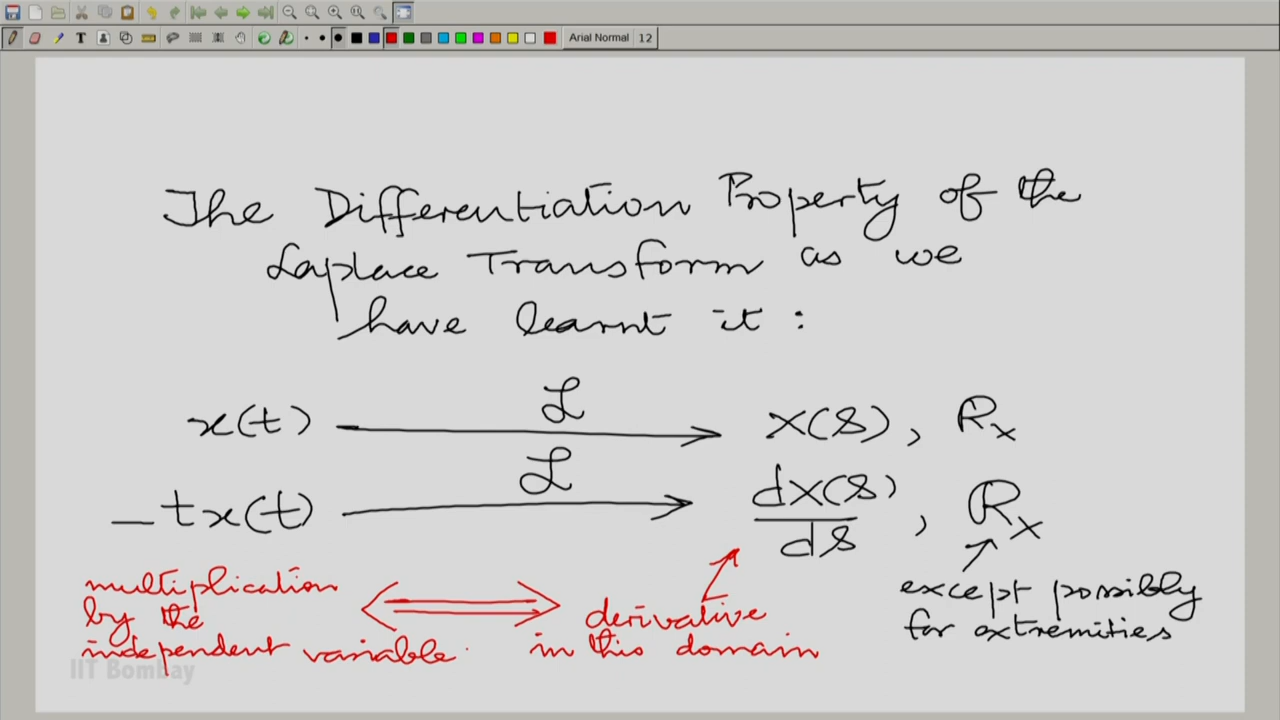 Arial Normal 12
The Differentiation Property of the
Laplace Transform as we
have learnt it :
x(t) ℒ X(s), Rx
-tx(t) ℒ dX(s)/ds, Rx
multiplication by the independent variable
derivative in this domain
except possibly
for extremities
IIT Bombay